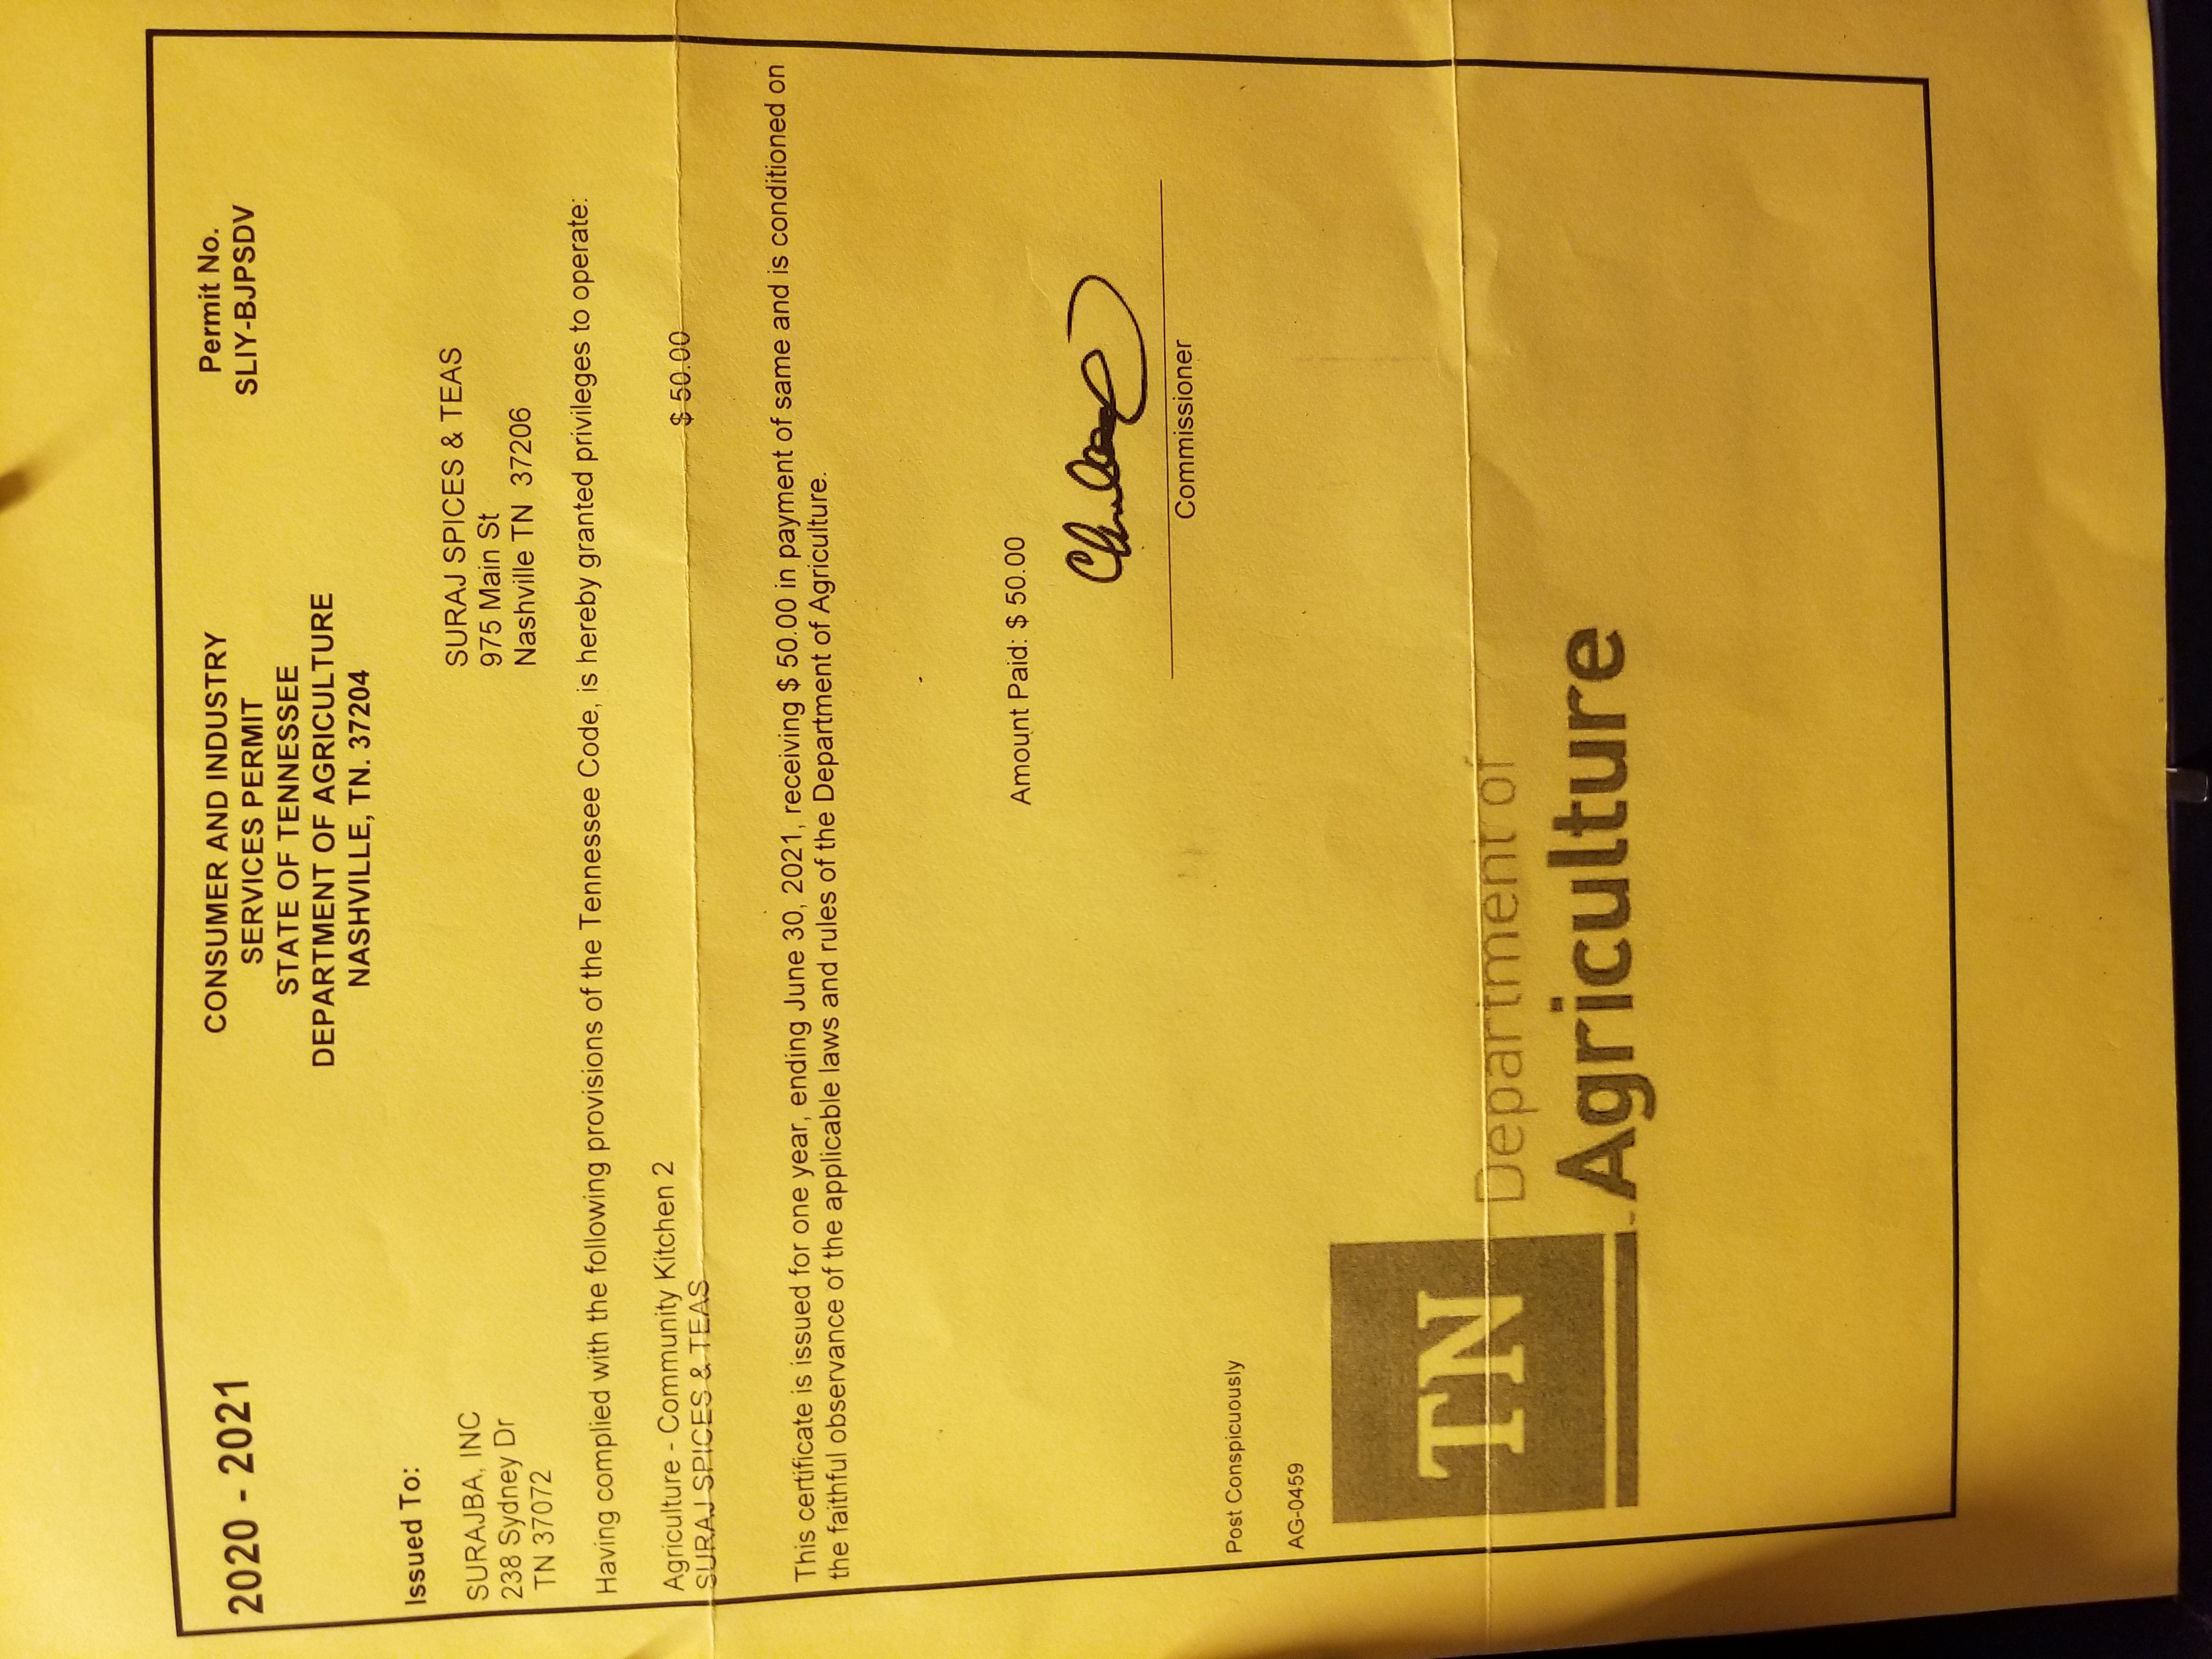 2020 - 2021
CONSUMER AND INDUSTRY
SERVICES PERMIT
STATE OF TENNESSEE
DEPARTMENT OF AGRICULTURE
NASHVILLE, TN. 37204
Permit No.
SLIY-BJPSDV
Issued To:
SURAJBA, INC
238 Sydney Dr
TN 37072
SURAJ SPICES & TEAS
975 Main St
Nashville TN 37206
Having complied with the following provisions of the Tennessee Code, is hereby granted privileges to operate:
Agriculture - Community Kitchen 2
SURAJ SPICES & TEAS
$ 50.00
This certificate is issued for one year, ending June 30, 2021, receiving $ 50.00 in payment of same and is conditioned on
the faithful observance of the applicable laws and rules of the Department of Agriculture.
Amount Paid: $ 50.00
Commissioner
Post Conspicuously
AG-0459
TN
Department of
Agriculture